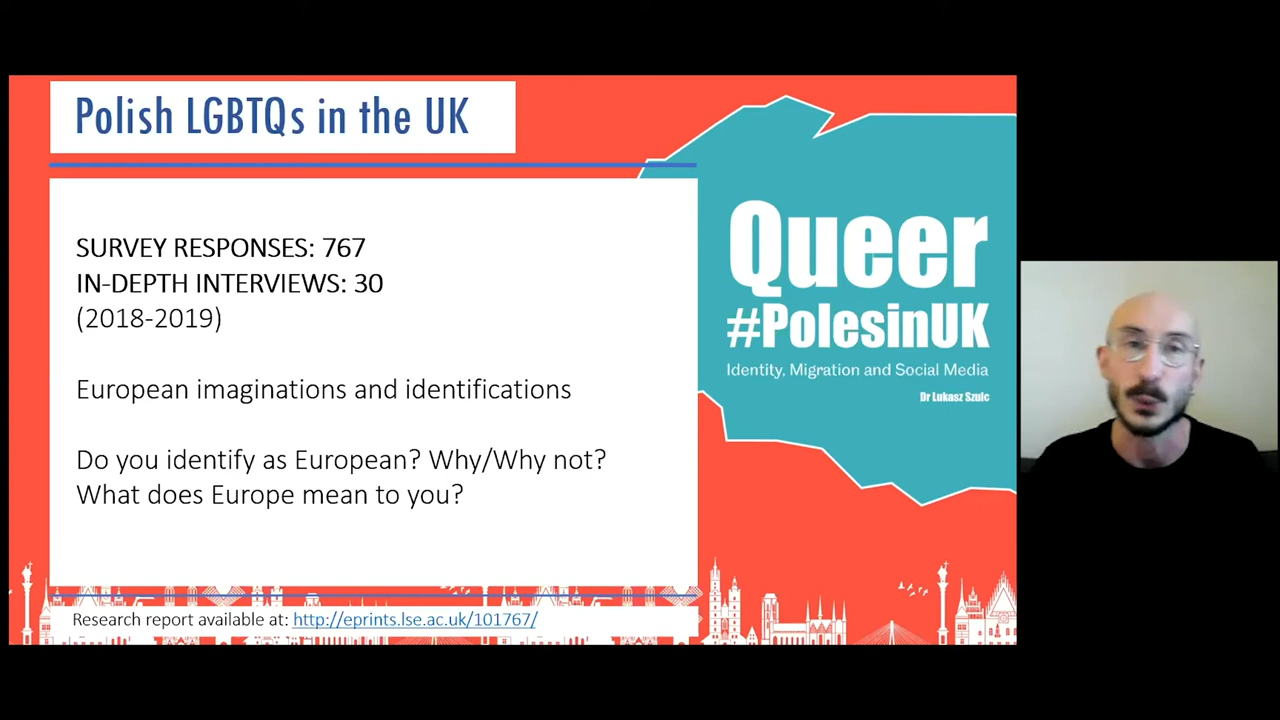 Polish LGBTQs in the UK
SURVEY RESPONSES: 767
IN-DEPTH INTERVIEWS: 30
(2018-2019)
European imaginations and identifications
Do you identify as European? Why/Why not?
What does Europe mean to you?
Research report available at: http://eprints.lse.ac.uk/101767/
Queer
#PolesinUK
Identity, Migration and Social Media
Dr Lukasz Szulc